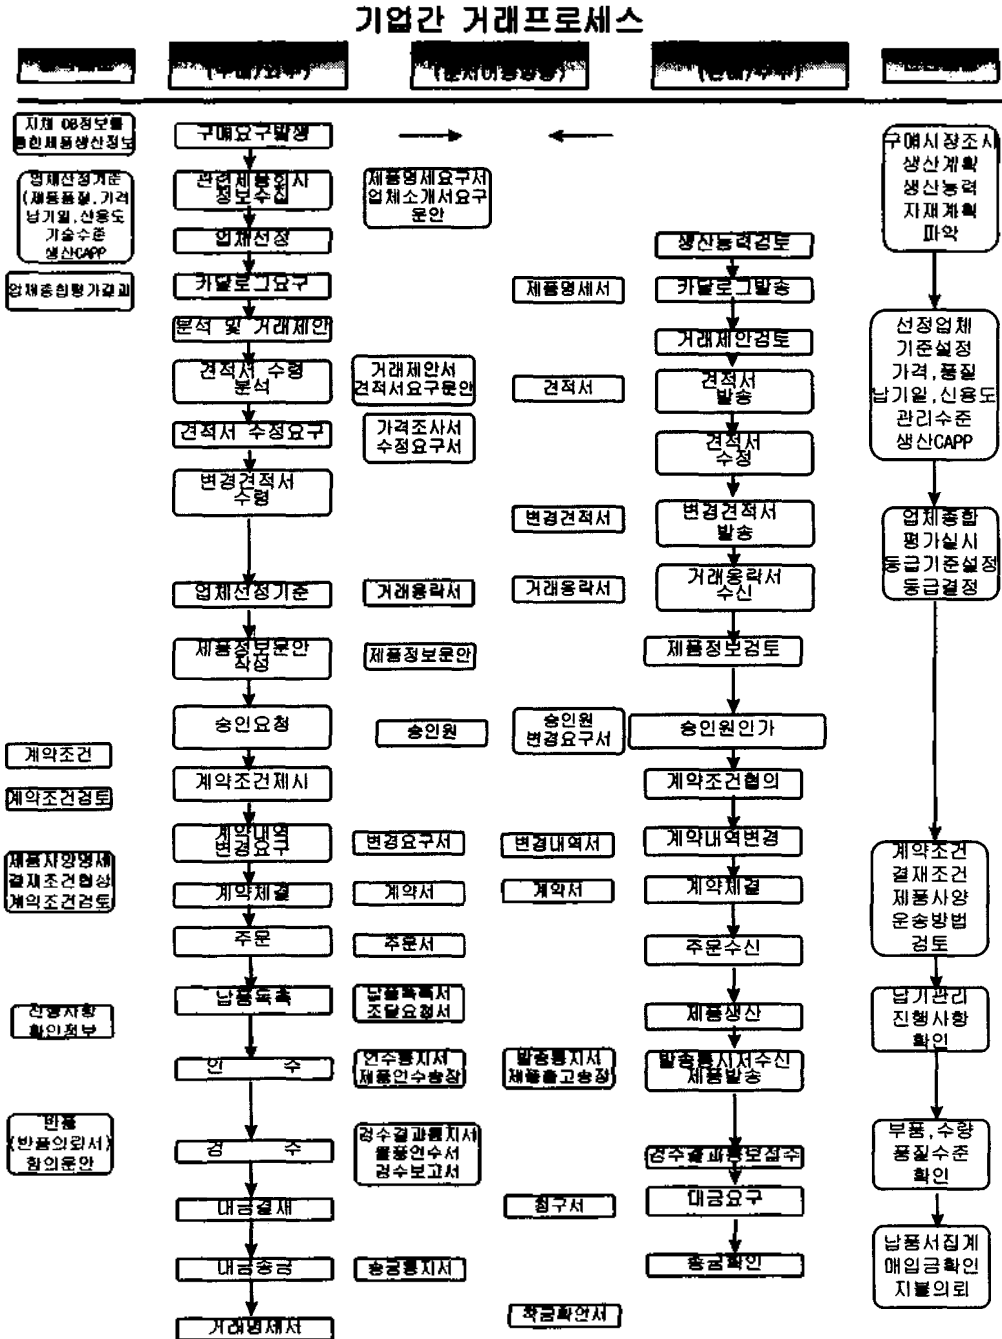 기업간 거래프로세스
(구매/발주)
(문서이동방향)
(판매/수주)
자체 DB정보를
통한제품생산정보
업체선정기준
(제품품질,가격
납기일,신용도
기술수준
생산CAPP
업체종합평가결과
계약조건
계약조건검토
제품사양명세
결재조건협상
계약조건검토
진행사항
확인정보
반품
(반품의뢰서)
협의문안
구매요구발생
관련제품회사
정보수집
업체선정
카달로그요구
분석 및 거래제안
견적서 수령
분석
견적서 수정요구
변경견적서
수령
업체선정기준
제품정보문안
작성
승인요청
계약조건제시
계약내역
변경요구
계약체결
주문
납품독촉
인 수
검 수
대금결재
대금송금
거래명세서
제품명세요구서
업체소개서요구
문안
거래제안서
견적서요구문안
가격조사서
수정요구서
거래응락서
제품정보문안
승인원
변경요구서
계약서
주문서
납품독촉서
조달요청서
인수통지서
제품인수송장
검수결과통지서
물품인수서
검수보고서
송금통지서
제품명세서
견적서
변경견적서
거래응락서
승인원
변경요구서
변경내역서
계약서
발송통지서
제품출고송장
청구서
착금확인서
생산능력검토
카달로그발송
거래제안검토
견적서
발송
견적서
수정
변경견적서
발송
거래응락서
수신
제품정보검토
승인원인가
계약조건협의
계약내역변경
계약체결
주문수신
제품생산
발송통지서수신
제품발송
검수결과통보접수
대금요구
송금확인
구매시장조사
생산계획
생산능력
자재계획
파악
선정업체
기준설정
가격,품질
납기일,신용도
관리수준
생산CAPP
업체종합
평가실시
등급기준설정
등급결정
계약조건
결재조건
제품사양
운송방법
검토
납기관리
진행사항
확인
부품,수량
품질수준
확인
납품서집계
매입금확인
지불의뢰